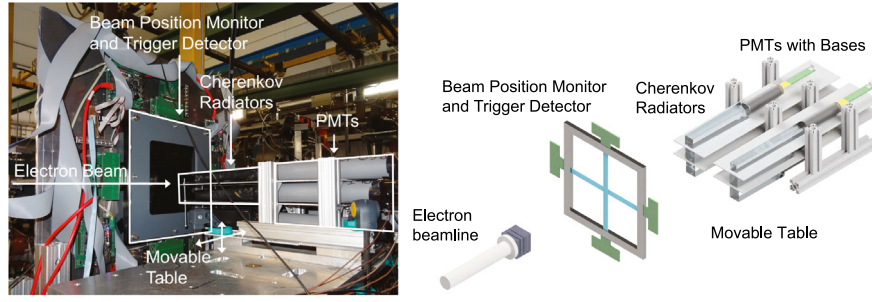 Beam Position Monitor
and Trigger Detector
Cherenkov
Radiators
PMTs
Electron Beam
Movable
Table
PMTs with Bases
Beam Position Monitor
and Trigger Detector
Cherenkov
Radiators
Electron
beamline
Movable Table